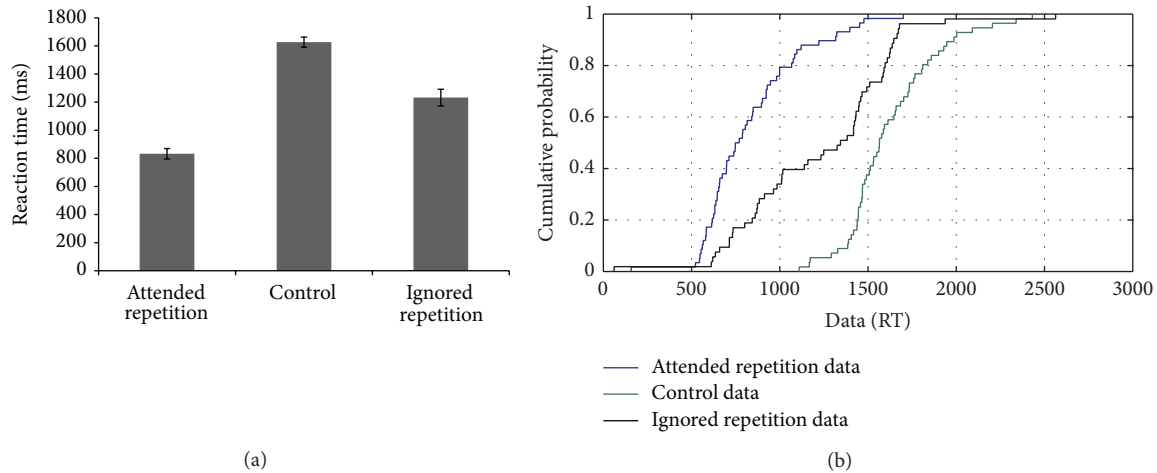 1800
1600
1400
1200
1000
800
600
400
200
0
Reaction time (ms)
Attended
repetition
Control
Ignored
repetition
(a)
1
0.8
0.6
0.4
0.2
0
Cumulative probability
0 500 1000 1500 2000 2500 3000
Data (RT)
Attended repetition data
Control data
Ignored repetition data
(b)